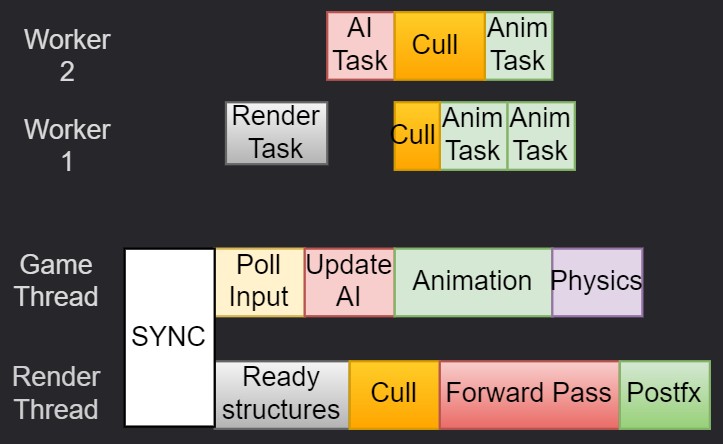 Worker
2
AI
Task
Cull
Anim
Task
Worker
1
Render
Task
Cull
Anim
Task
Anim
Task
Game
Thread
SYNC
Poll
Input
Update
AI
Animation
Physics
Render
Thread
Ready
structures
Cull
Forward Pass
Postfx